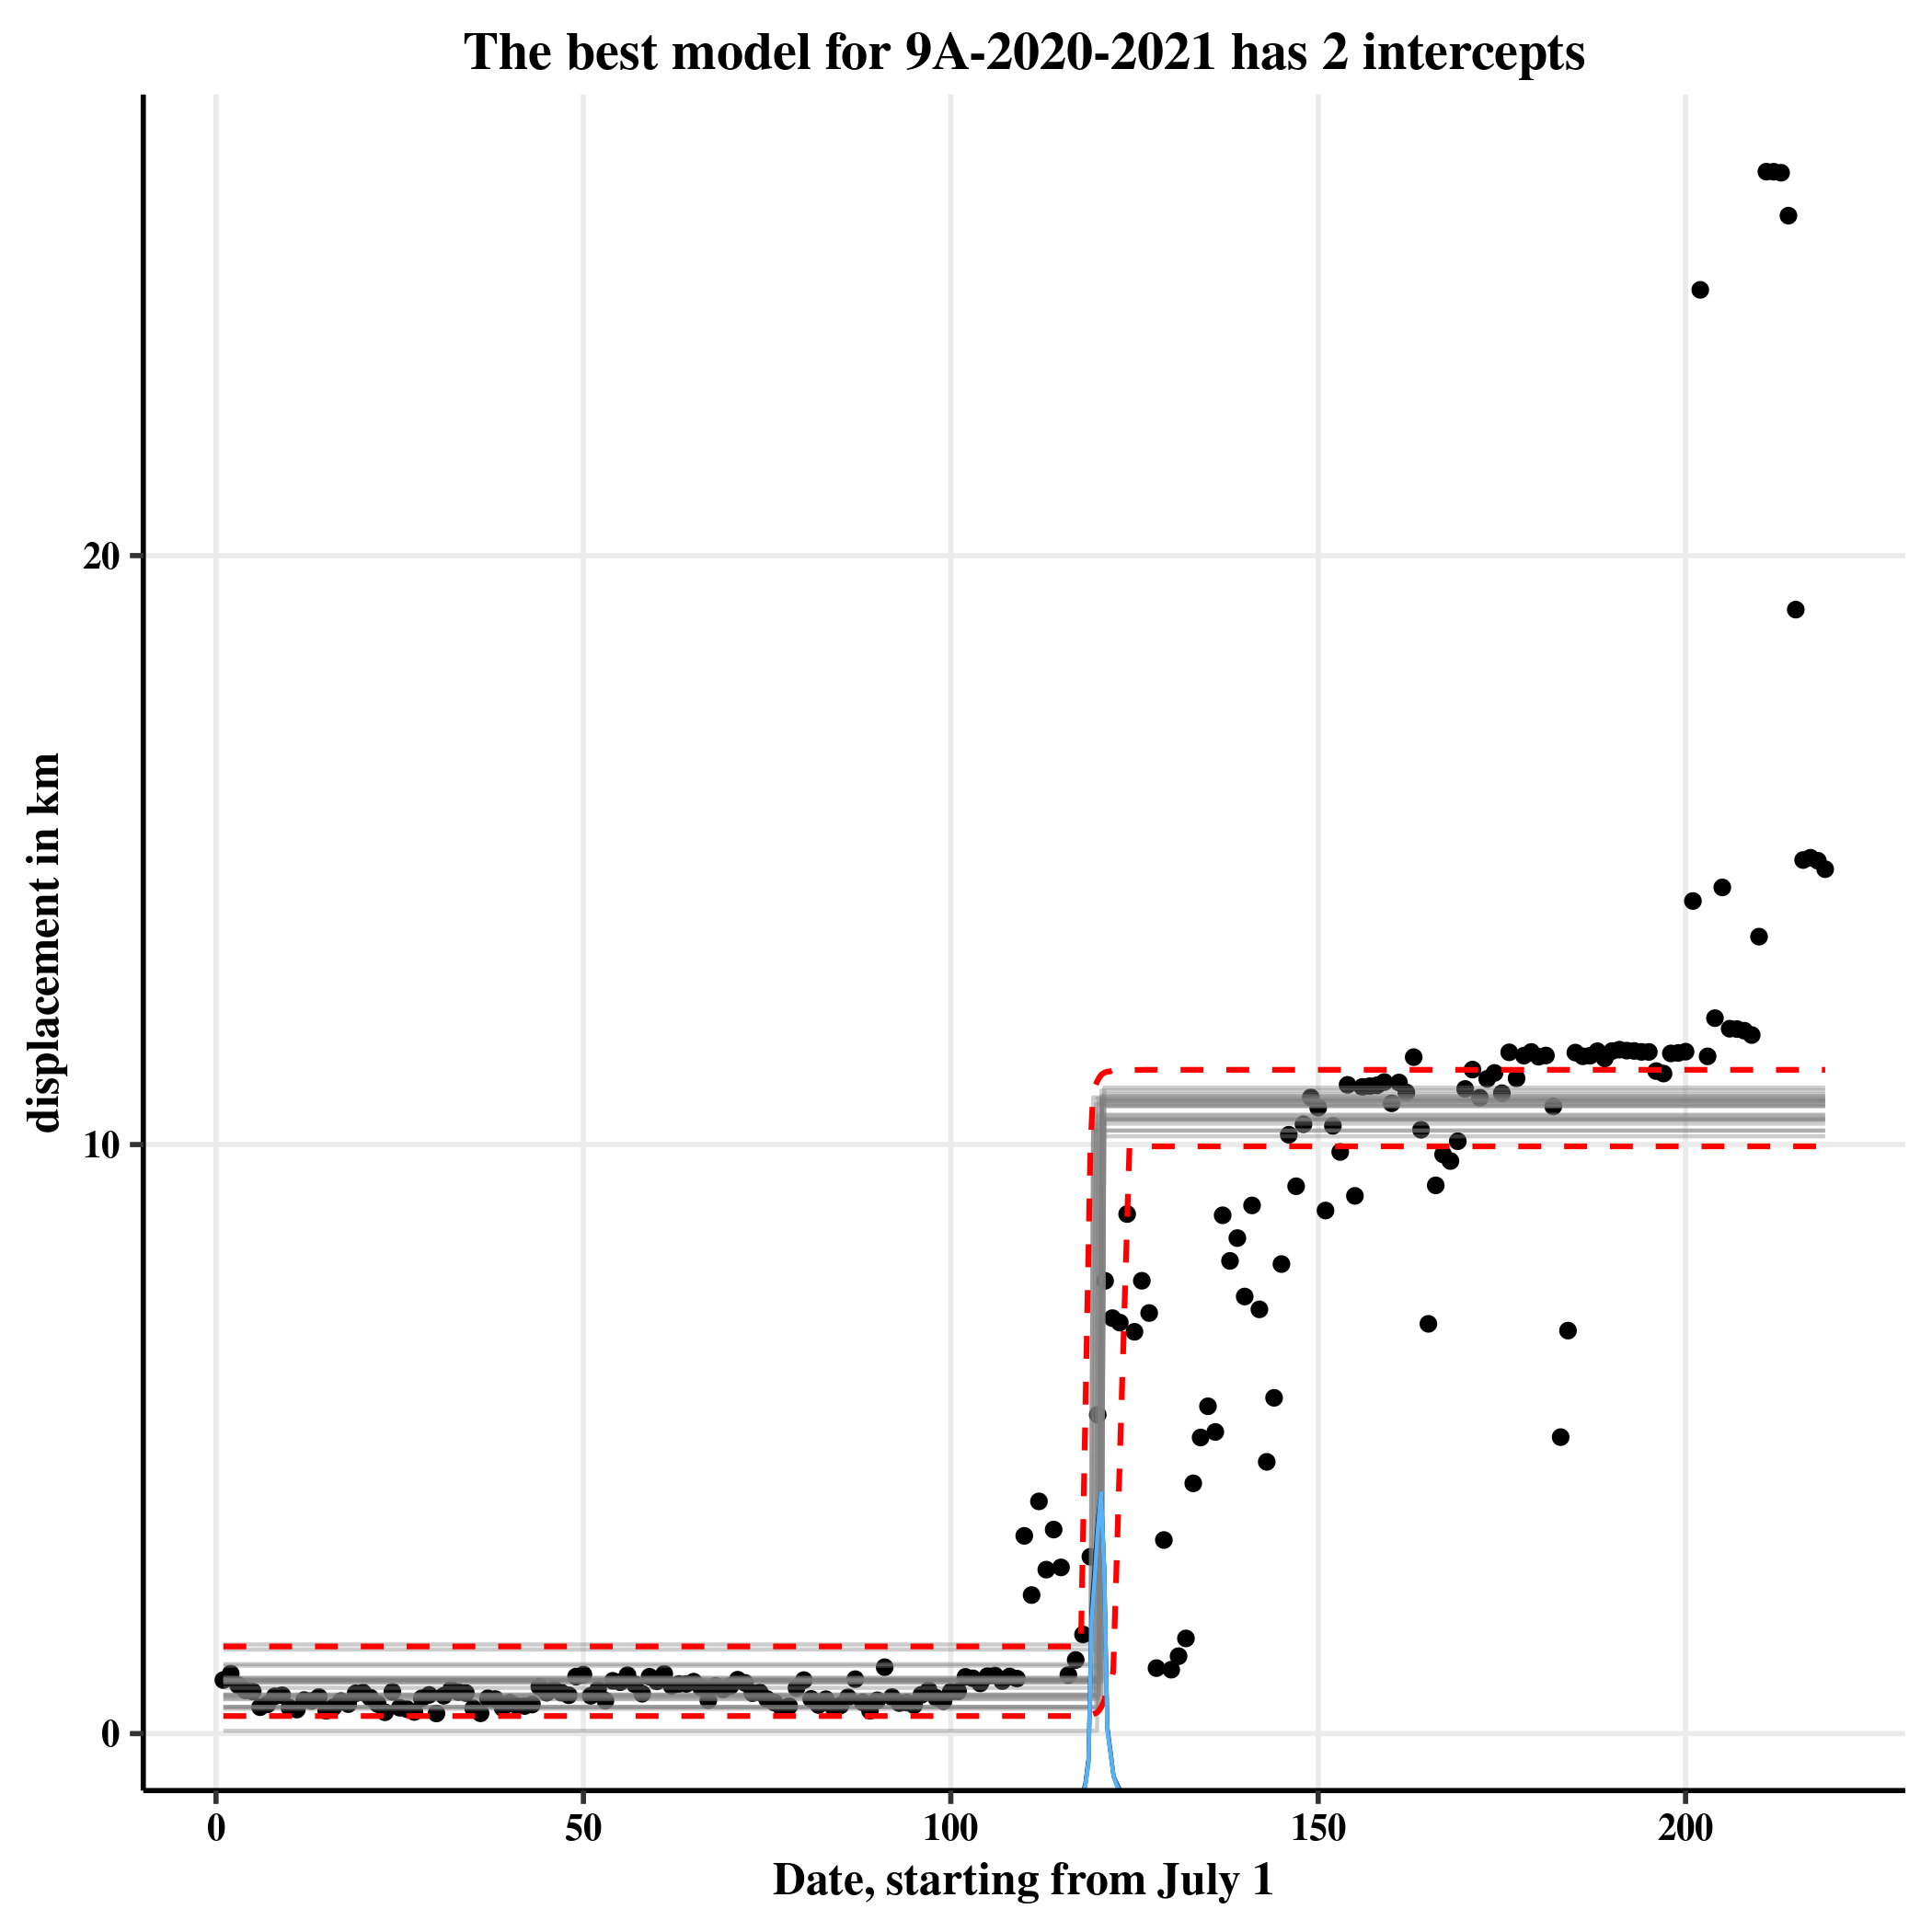 The best model for 9A-2020-2021 has 2 intercepts
displacement in km
20
10
0
0 50 100 150 200
Date, starting from July 1